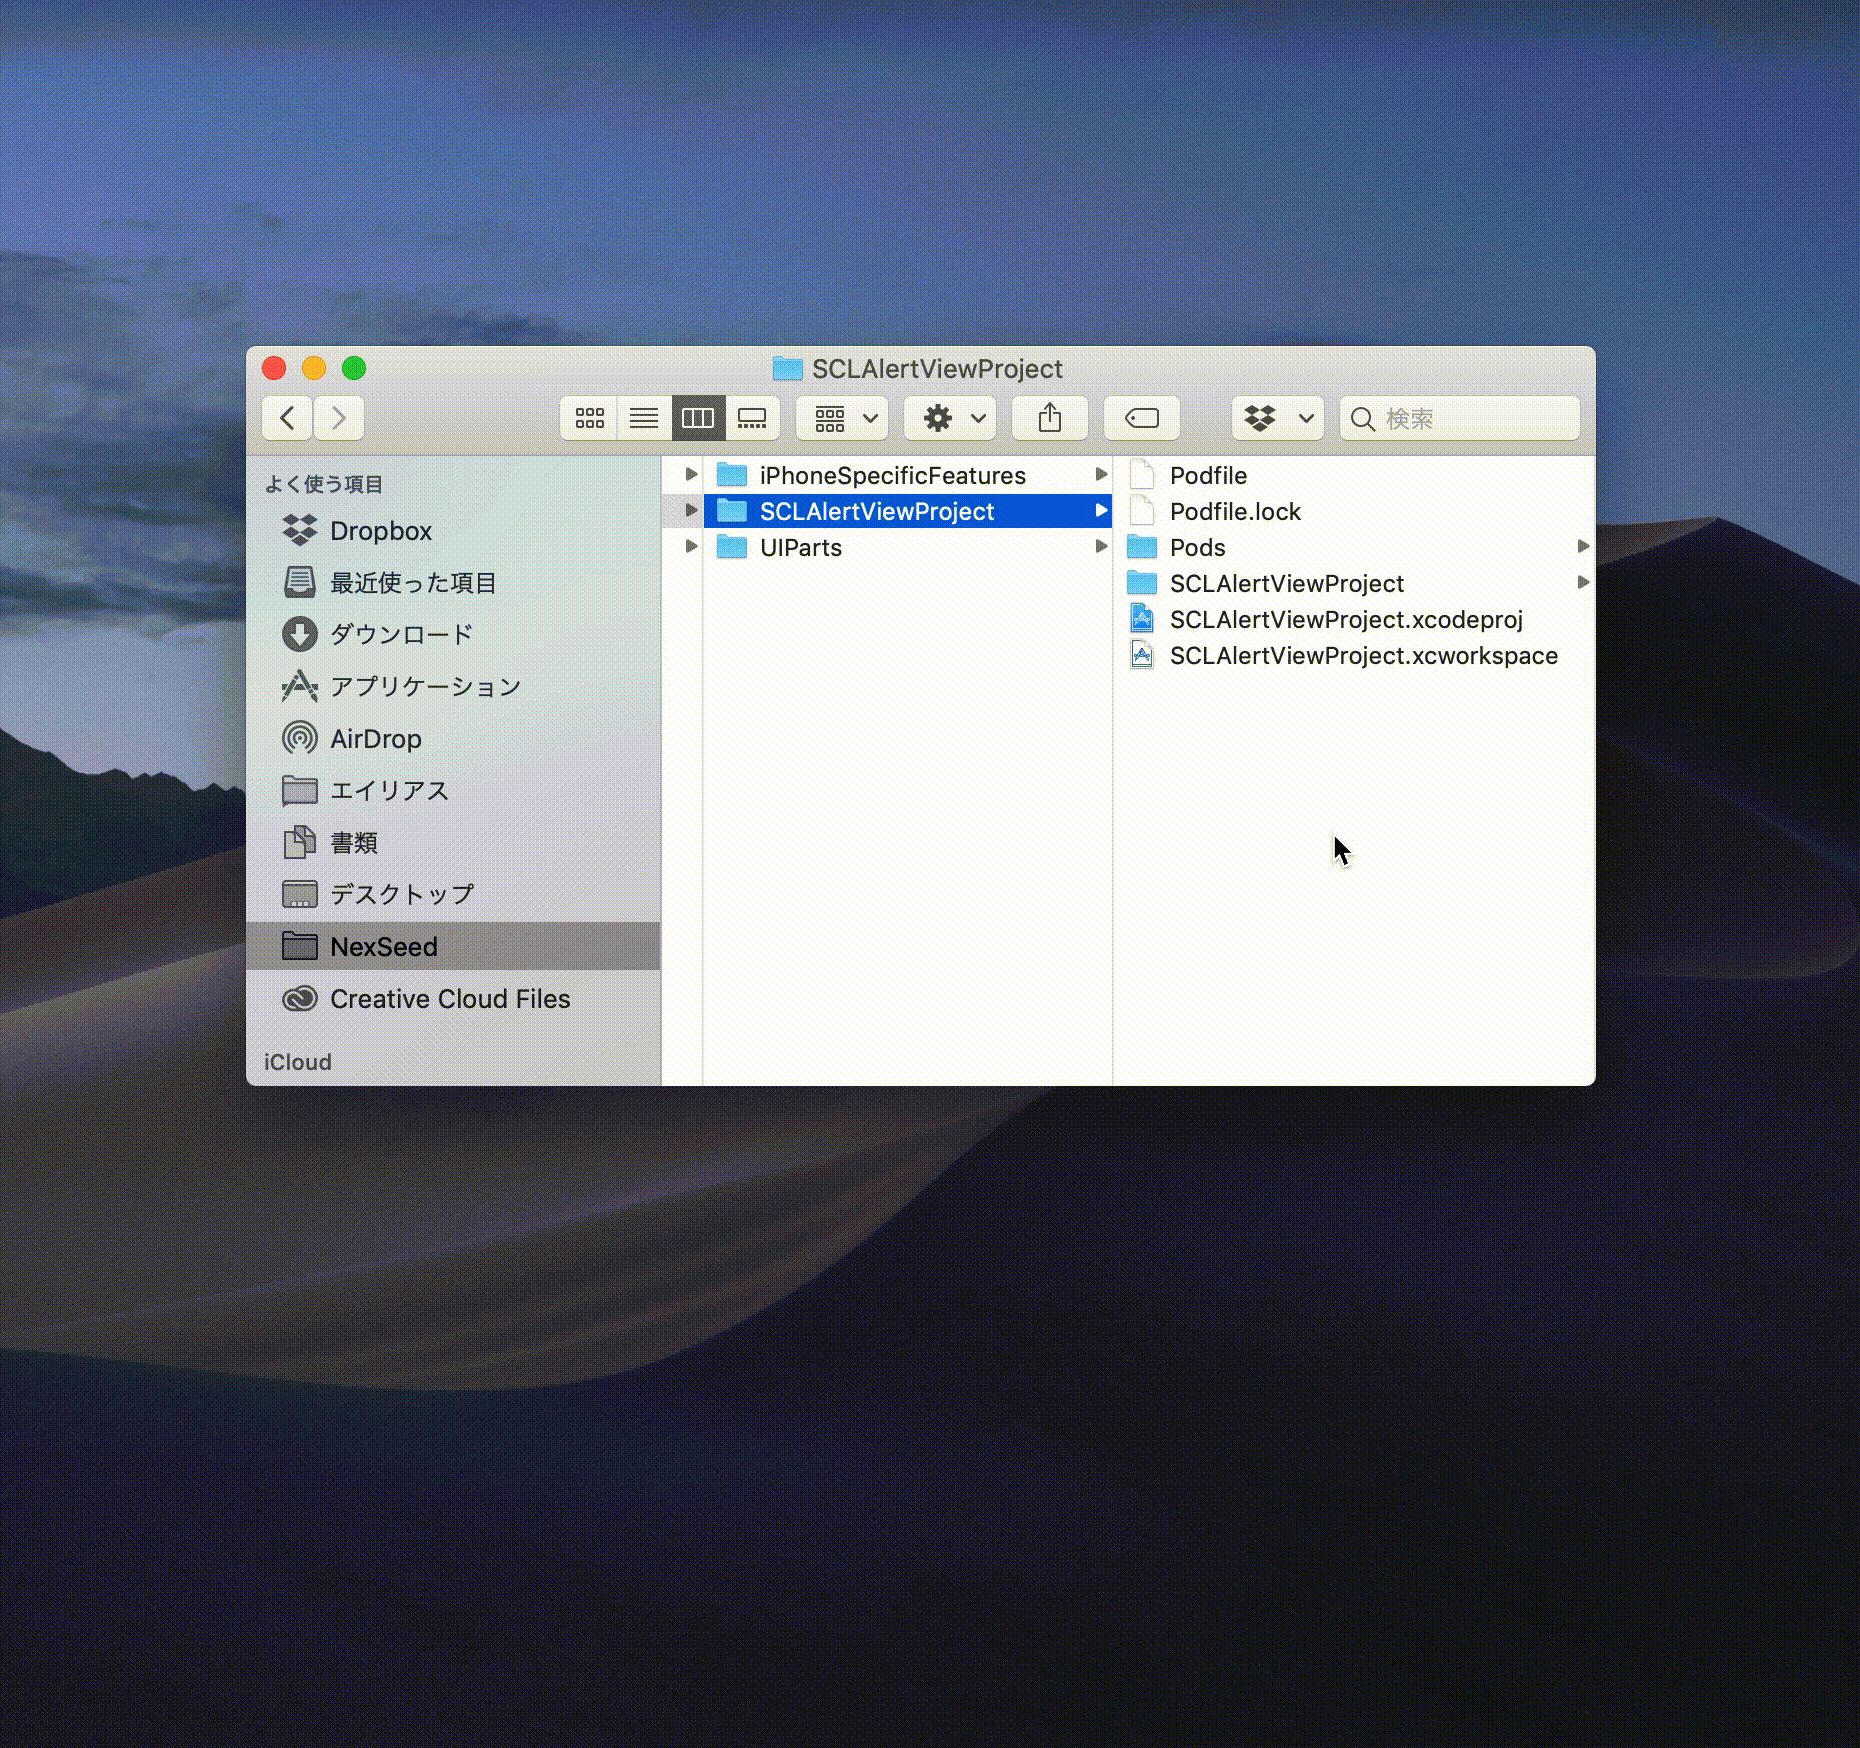 SCLAlertViewProject
検索
よく使う項目
Dropbox
最近使った項目
ダウンロード
アプリケーション
AirDrop
エイリアス
書類
デスクトップ
NexSeed
Creative Cloud Files
iCloud
iPhoneSpecificFeatures
SCLAlertViewProject
UIParts
Podfile
Podfile.lock
Pods
SCLAlertViewProject
SCLAlertViewProject.xcodeproj
SCLAlertViewProject.xcworkspace